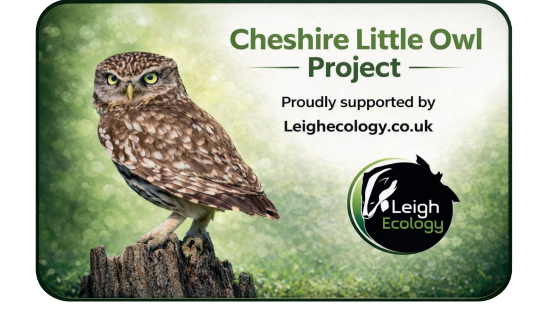 Cheshire Little Owl
Project
Proudly supported by
Leighecology.co.uk
Leigh
Ecology